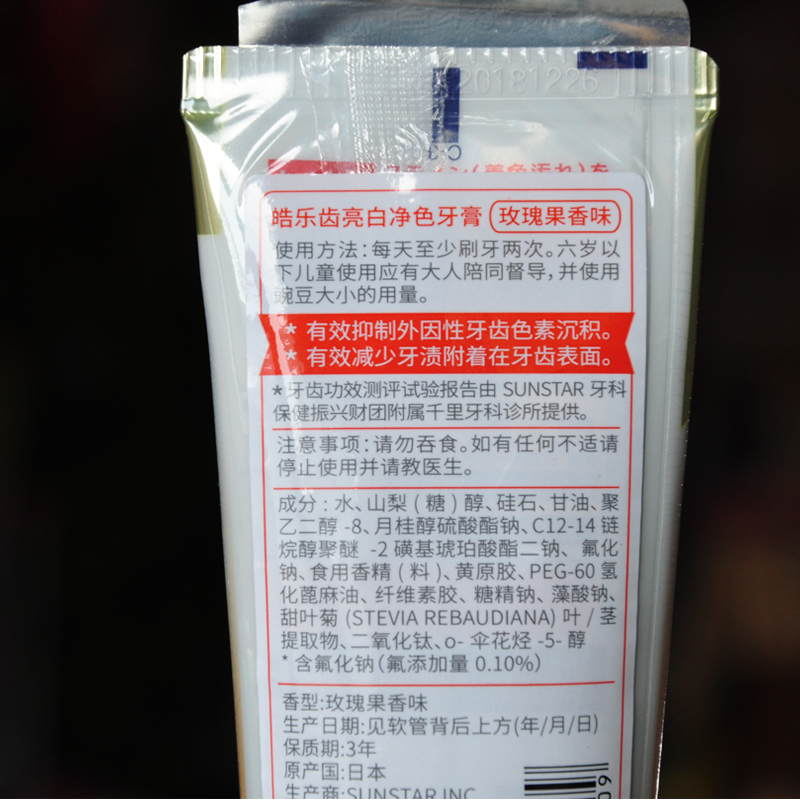 20181226
皓乐齿亮白净色牙膏 玫瑰果香味
使用方法：每天至少刷牙两次。六岁以
下儿童使用应有大人陪同督导，并使用
豌豆大小的用量。
* 有效抑制外因性牙齿色素沉积。
* 有效减少牙渍附着在牙齿表面。
*牙齿功效测评试验报告由 SUNSTAR 牙科
保健振兴财团附属千里牙科诊所提供。
注意事项：请勿吞食。如有任何不适请
停止使用并请教医生。
成分：水、山梨（糖）醇、硅石、甘油、聚
乙二醇 -8、月桂醇硫酸酯钠、C12-14 链
烷醇聚醚 -2 磺基琥珀酸酯二钠、氟化
钠、食用香精（料）、黄原胶、PEG-60 氢
化蓖麻油、纤维素胶、糖精钠、藻酸钠、
甜叶菊 (STEVIA REBAUDIANA) 叶 / 茎
提取物、二氧化钛、o- 伞花烃 -5- 醇
* 含氟化钠（氟添加量 0.10%）
香型:玫瑰果香味
生产日期:见软管背后上方(年/月/日)
保质期:3年
原产国:日本
生产商:SUNSTAR INC